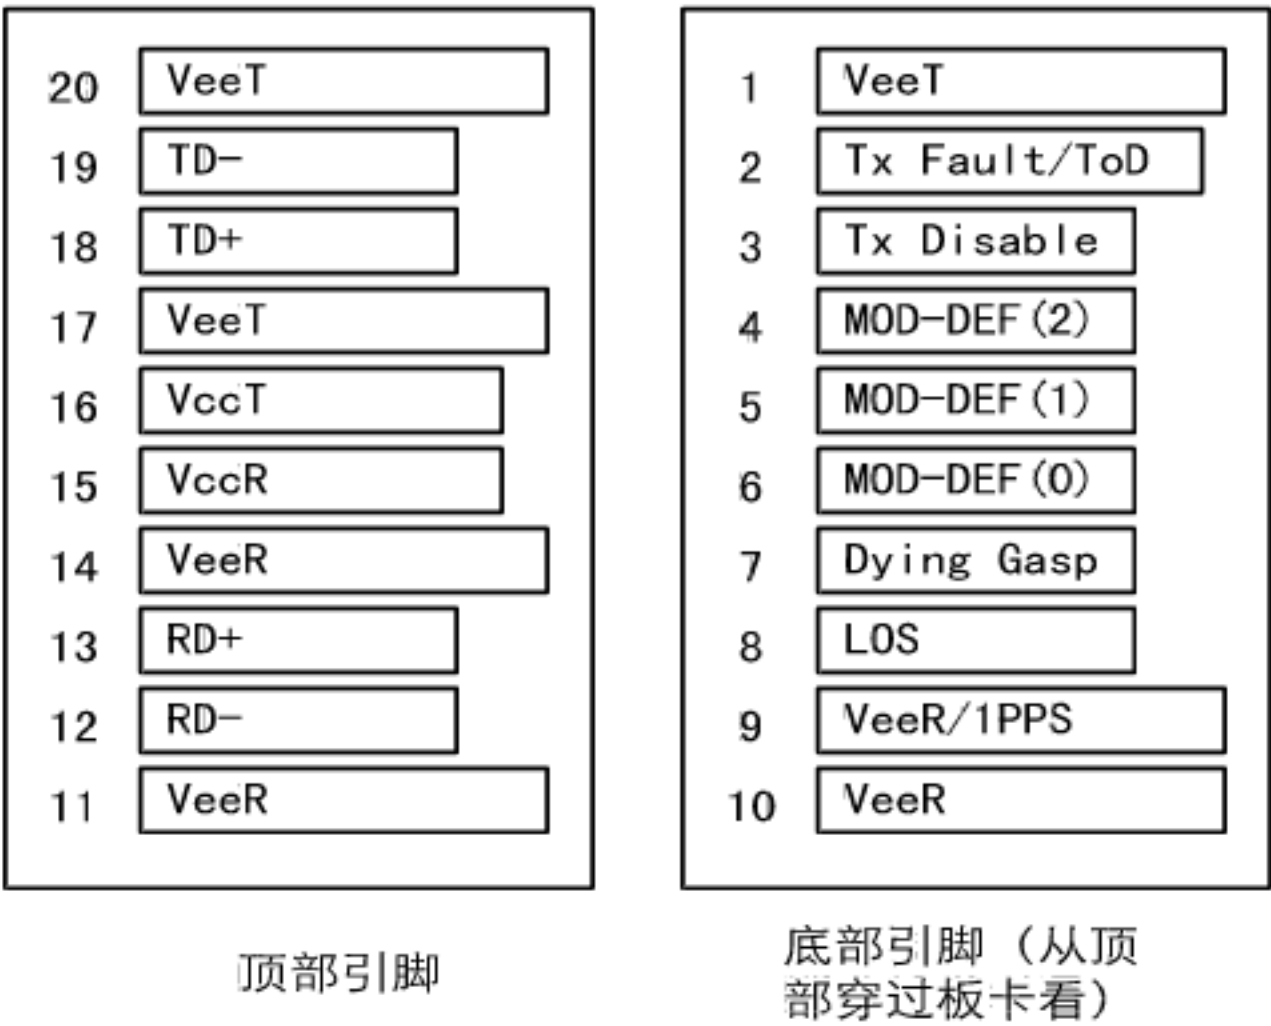 20 VeeT
19 TD-
18 TD+
17 VeeT
16 VccT
15 VccR
14 VeeR
13 RD+
12 RD-
11 VeeR
顶部引脚
1 VeeT
2 Tx Fault/ToD
3 Tx Disable
4 MOD-DEF(2)
5 MOD-DEF(1)
6 MOD-DEF(0)
7 Dying Gasp
8 LOS
9 VeeR/1PPS
10 VeeR
底部引脚（从顶
部穿过板卡看）